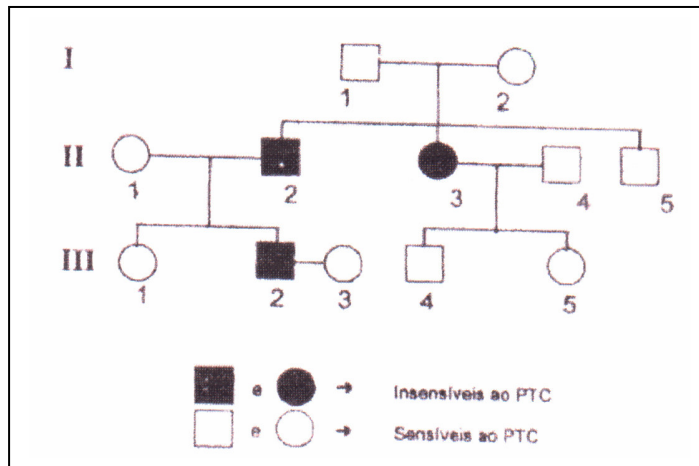 I
1 2
II
1 2 3 4 5
III
1 2 3 4 5
e → Insensíveis ao PTC
e → Sensíveis ao PTC